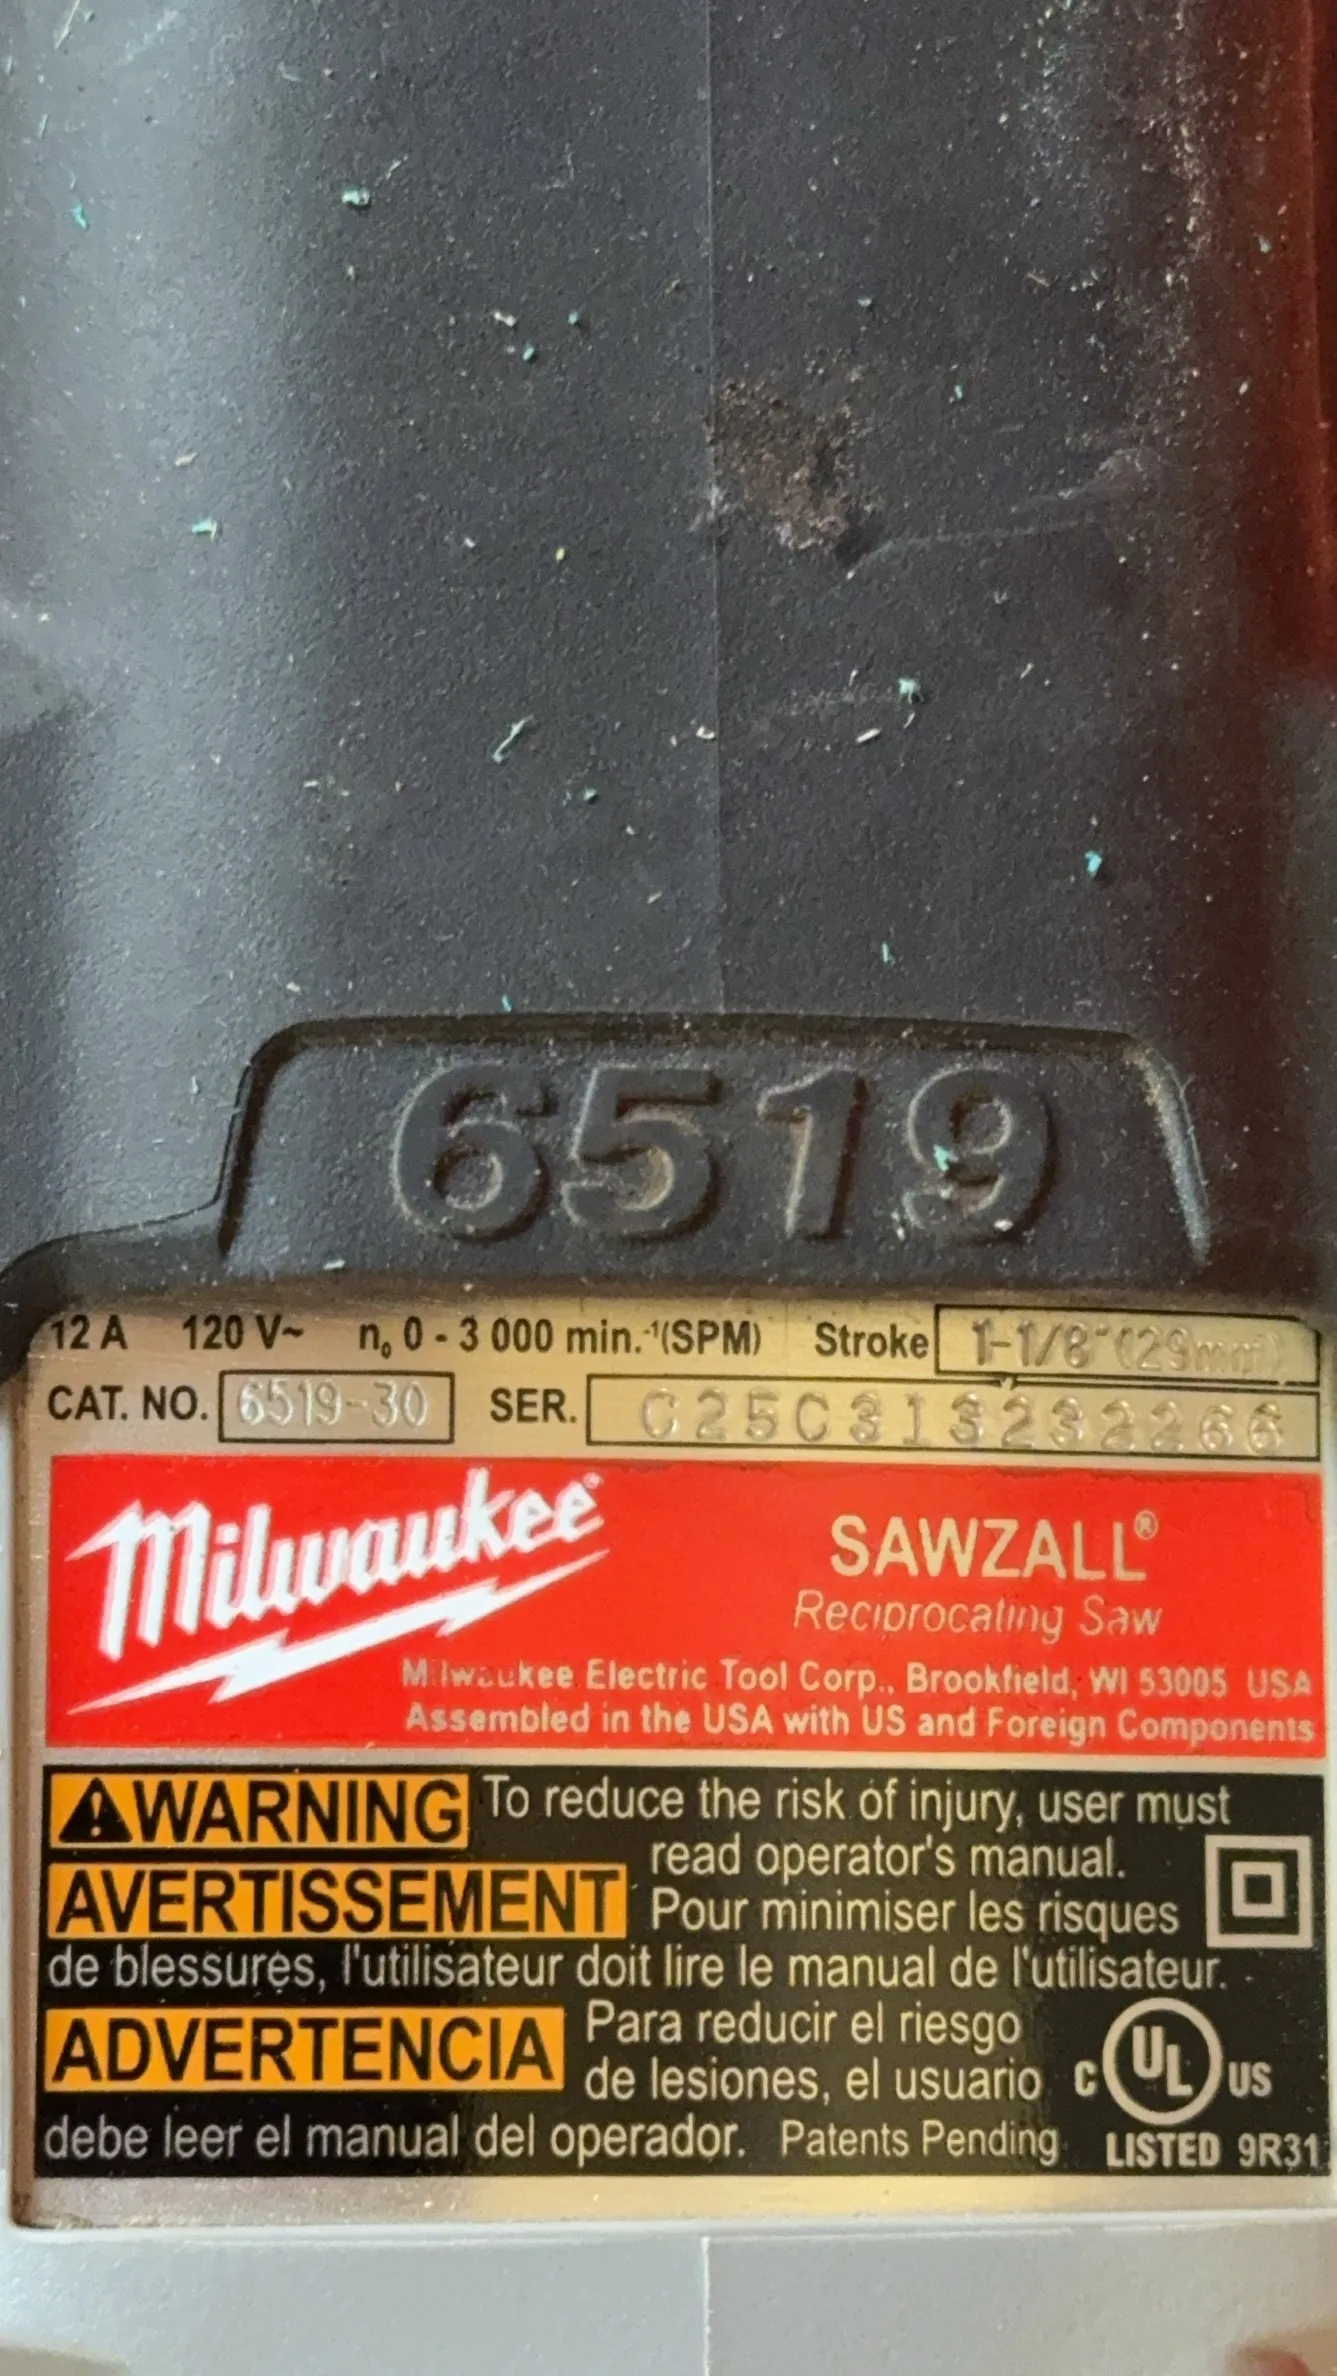 6519
12 A 120 V~ n₀ 0 - 3 000 min.⁻¹(SPM) Stroke 1-1/8"(29mm)
CAT. NO. 6519-30 SER. C25C313232266
Milwaukee®
SAWZALL®
Reciprocating Saw
Milwaukee Electric Tool Corp., Brookfield, WI 53005 USA
Assembled in the USA with US and Foreign Components
WARNING To reduce the risk of injury, user must
read operator's manual.
AVERTISSEMENT Pour minimiser les risques
de blessures, l'utilisateur doit lire le manual de l'utilisateur.
ADVERTENCIA Para reducir el riesgo
de lesiones, el usuario
debe leer el manual del operador. Patents Pending
C UL US
LISTED 9R31